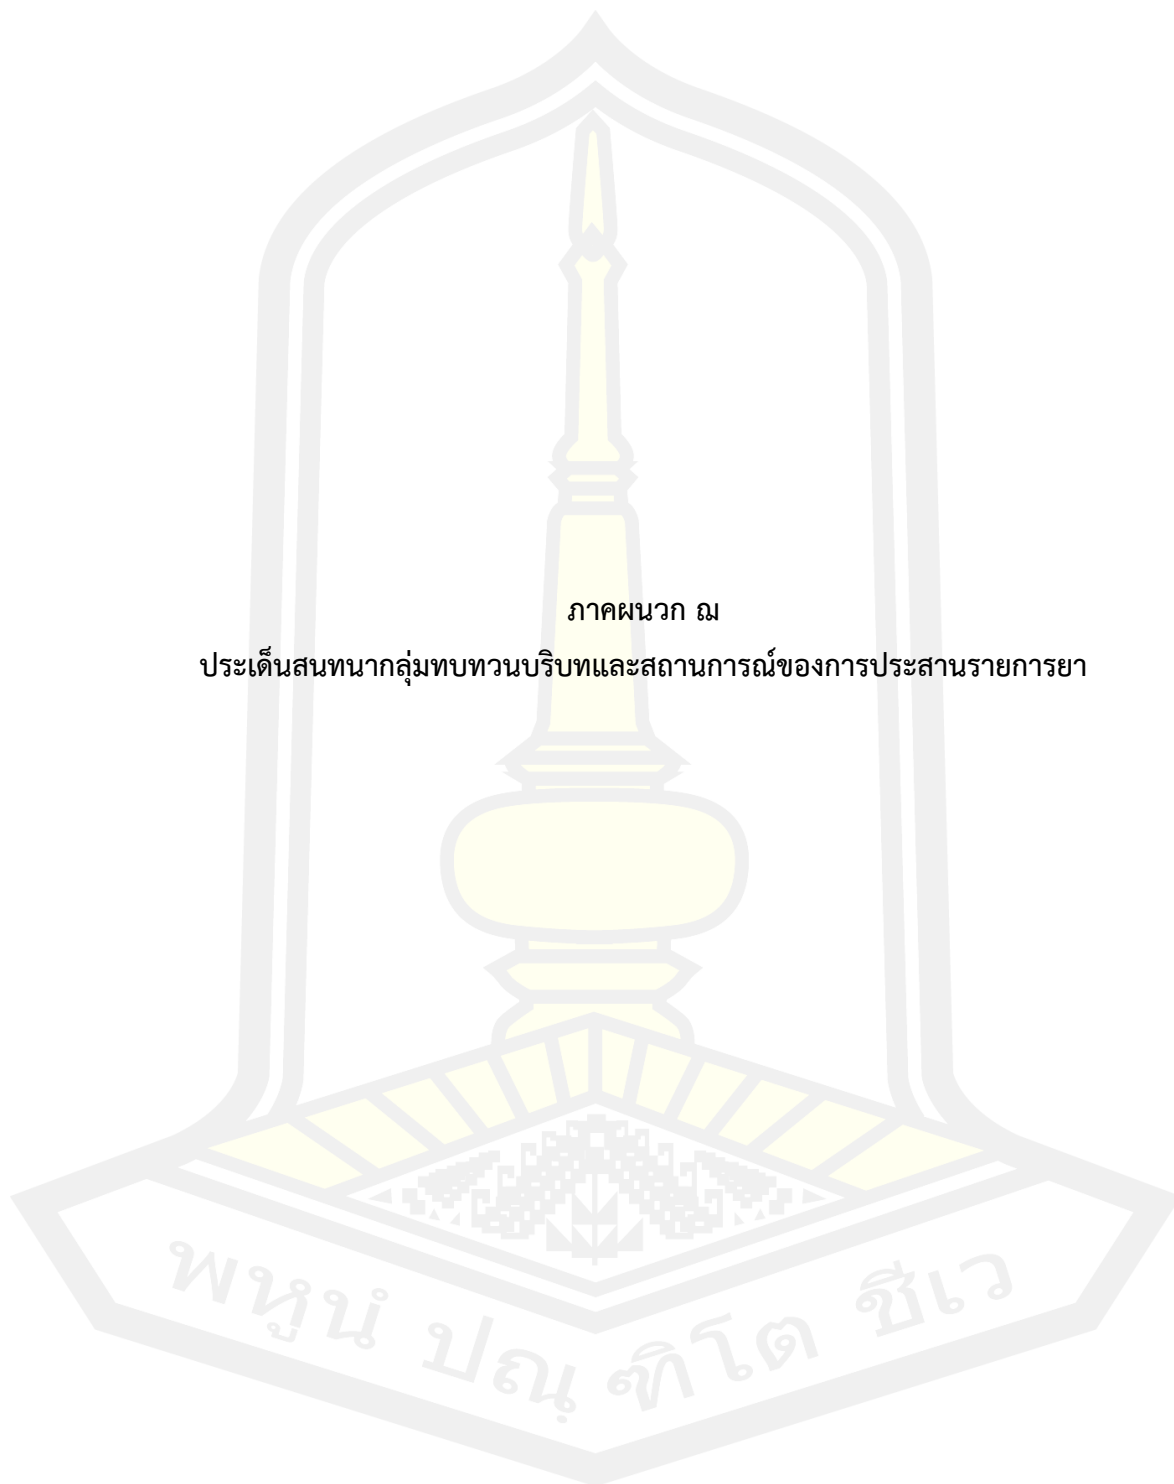 ภาคผนวก ฌ
ประเด็นสนทนากลุ่มทบทวนบริบทและสถานการณ์ของการประสานรายการยา
พหูนํ ปณฺ ฑิโต ชีเว